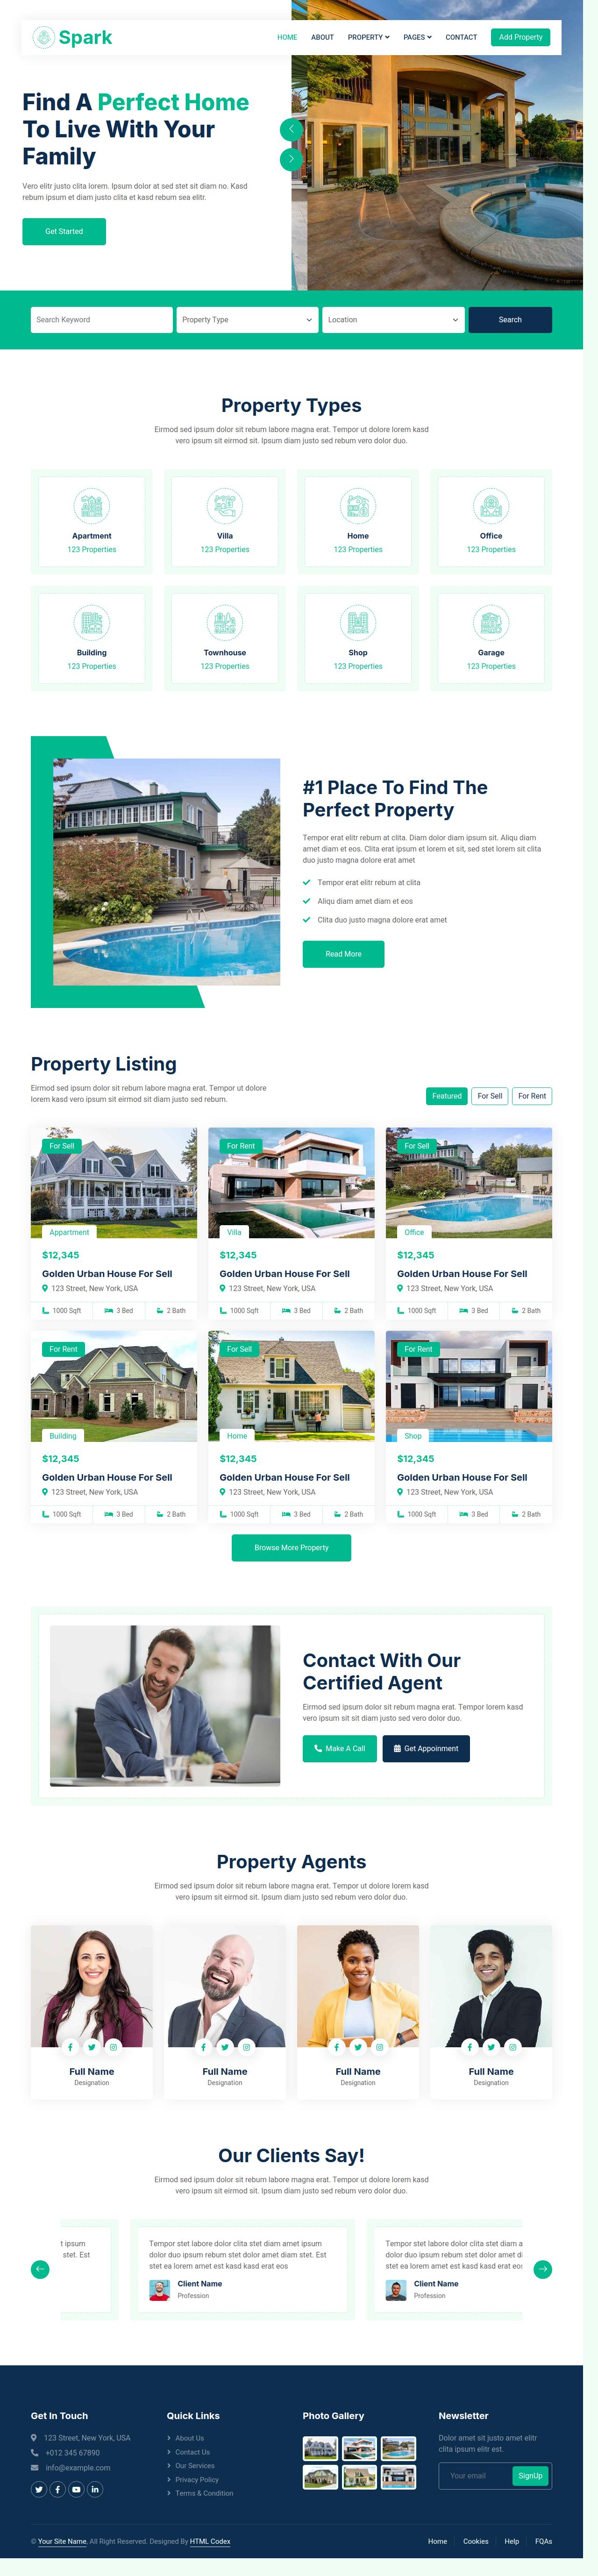 Spark
HOME ABOUT PROPERTY PAGES CONTACT Add Property
Find A Perfect Home
To Live With Your
Family
Vero elitr justo clita lorem. Ipsum dolor at sed stet sit diam no. Kasd
rebum ipsum et diam justo clita et kasd rebum sea elitr.
Get Started
Search Keyword Property Type Location Search
Property Types
Eirmod sed ipsum dolor sit rebum labore magna erat. Tempor ut dolore lorem kasd
vero ipsum sit eirmod sit. Ipsum diam justo sed rebum vero dolor duo.
Apartment Villa Home Office
123 Properties 123 Properties 123 Properties 123 Properties
Building Townhouse Shop Garage
123 Properties 123 Properties 123 Properties 123 Properties
#1 Place To Find The
Perfect Property
Tempor erat elitr rebum at clita. Diam dolor diam ipsum sit. Aliqu diam
amet diam et eos. Clita erat ipsum et lorem et sit, sed stet lorem sit clita
duo justo magna dolore erat amet
Tempor erat elitr rebum at clita
Aliqu diam amet diam et eos
Clita duo justo magna dolore erat amet
Read More
Property Listing
Eirmod sed ipsum dolor sit rebum labore magna erat. Tempor ut dolore
lorem kasd vero ipsum sit eirmod sit diam justo sed rebum.
Featured For Sell For Rent
For Sell For Rent For Sell
Appartment Villa Office
$12,345 $12,345 $12,345
Golden Urban House For Sell Golden Urban House For Sell Golden Urban House For Sell
123 Street, New York, USA 123 Street, New York, USA 123 Street, New York, USA
1000 Sqft 3 Bed 2 Bath 1000 Sqft 3 Bed 2 Bath 1000 Sqft 3 Bed 2 Bath
For Rent For Sell For Rent
Building Home Shop
$12,345 $12,345 $12,345
Golden Urban House For Sell Golden Urban House For Sell Golden Urban House For Sell
123 Street, New York, USA 123 Street, New York, USA 123 Street, New York, USA
1000 Sqft 3 Bed 2 Bath 1000 Sqft 3 Bed 2 Bath 1000 Sqft 3 Bed 2 Bath
Browse More Property
Contact With Our
Certified Agent
Eirmod sed ipsum dolor sit rebum magna erat. Tempor lorem kasd
vero ipsum sit sit diam justo sed vero dolor duo.
Make A Call Get Appoinment
Property Agents
Eirmod sed ipsum dolor sit rebum labore magna erat. Tempor ut dolore lorem kasd
vero ipsum sit eirmod sit. Ipsum diam justo sed rebum vero dolor duo.
Full Name Full Name Full Name Full Name
Designation Designation Designation Designation
Our Clients Say!
Eirmod sed ipsum dolor sit rebum labore magna erat. Tempor ut dolore lorem kasd
vero ipsum sit eirmod sit. Ipsum diam justo sed rebum vero dolor duo.
t ipsum
stet. Est
Tempor stet labore dolor clita stet diam amet ipsum
dolor duo ipsum rebum stet dolor amet diam stet. Est
stet ea lorem amet est kasd kasd erat eos
Client Name
Profession
Tempor stet labore dolor clita stet diam a
dolor duo ipsum rebum stet dolor amet di
stet ea lorem amet est kasd kasd erat eos
Client Name
Profession
Get In Touch
123 Street, New York, USA
+012 345 67890
info@example.com
Quick Links
About Us
Contact Us
Our Services
Privacy Policy
Terms & Condition
Photo Gallery
Newsletter
Dolor amet sit justo amet elitr
clita ipsum elitr est.
Your email SignUp
© Your Site Name, All Right Reserved. Designed By HTML Codex
Home Cookies Help FQAs